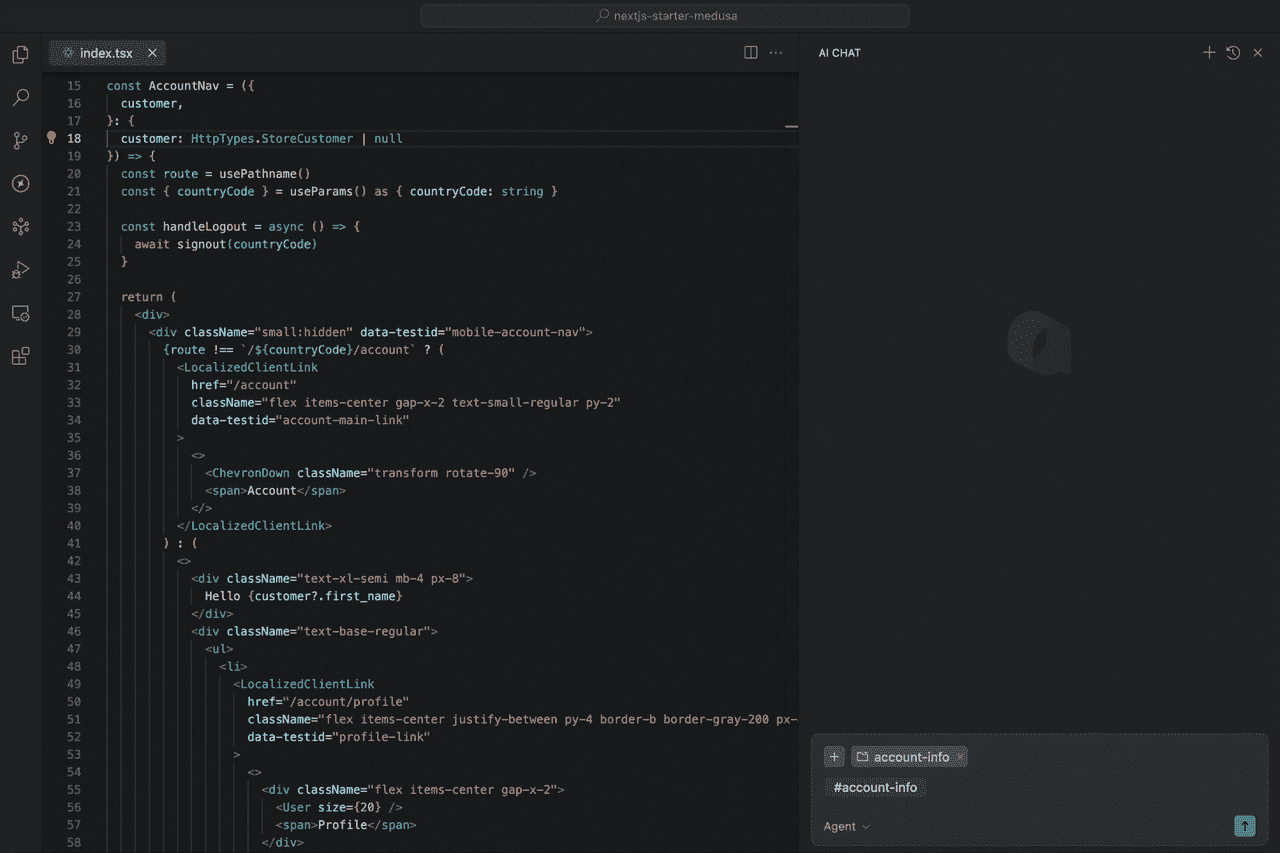 nextjs-starter-medusa
index.tsx
15 const AccountNav = ({
16 customer,
17 }: {
18 customer: HttpTypes.StoreCustomer | null
19 }) => {
20 const route = usePathname()
21 const { countryCode } = useParams() as { countryCode: string }
22
23 const handleLogout = async () => {
24 await signout(countryCode)
25 }
26
27 return (
28 <div>
29 <div className="small:hidden" data-testid="mobile-account-nav">
30 {route !== `/${countryCode}/account` ? (
31 <LocalizedClientLink
32 href="/account"
33 className="flex items-center gap-x-2 text-small-regular py-2"
34 data-testid="account-main-link"
35 >
36 <>
37 <ChevronDown className="transform rotate-90" />
38 <span>Account</span>
39 </>
40 </LocalizedClientLink>
41 ) : (
42 <>
43 <div className="text-xl-semi mb-4 px-8">
44 Hello {customer?.first_name}
45 </div>
46 <div className="text-base-regular">
47 <ul>
48 <li>
49 <LocalizedClientLink
50 href="/account/profile"
51 className="flex items-center justify-between py-4 border-b border-gray-200 px-
52 data-testid="profile-link"
53 >
54 <>
55 <div className="flex items-center gap-x-2">
56 <User size={20} />
57 <span>Profile</span>
58 </div>
AI CHAT
account-info
#account-info
Agent